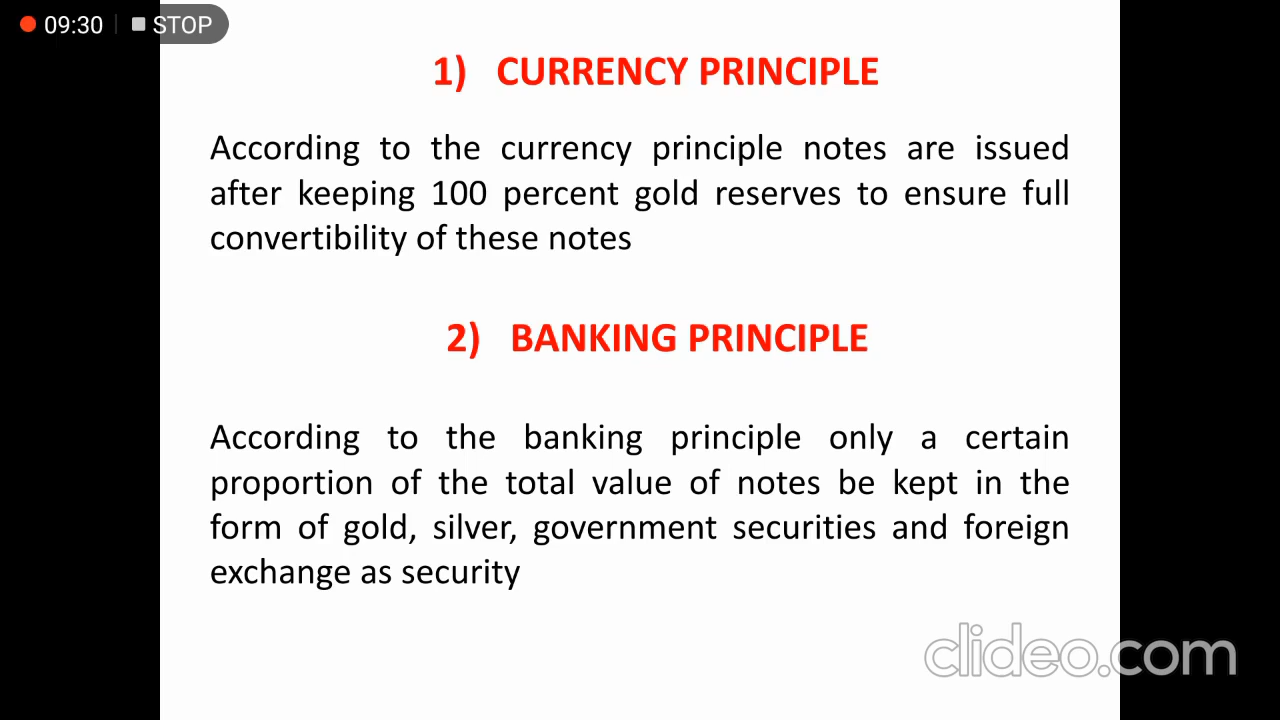 09:30 STOP
1) CURRENCY PRINCIPLE
According to the currency principle notes are issued
after keeping 100 percent gold reserves to ensure full
convertibility of these notes
2) BANKING PRINCIPLE
According to the banking principle only a certain
proportion of the total value of notes be kept in the
form of gold, silver, government securities and foreign
exchange as security
clideo.com